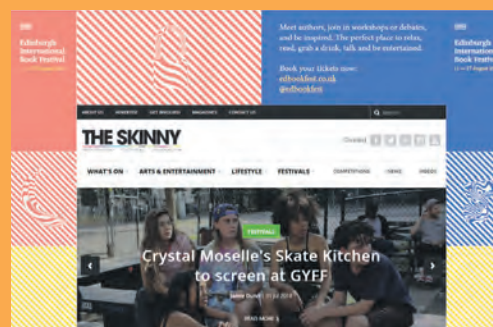 Edinburgh
International
Book Festival
Meet authors, join in workshops or debates,
and be inspired. The perfect place to relax,
read, grab a drink, talk and be entertained.
Book your tickets now:
edbookfest.co.uk
@edbookfest
Edinburgh
International
Book Festival
ABOUT US ADVERTISE GET INVOLVED MAGAZINES CONTACT US
THE SKINNY
WHAT'S ON ARTS & ENTERTAINMENT LIFESTYLE FESTIVALS COMPETITIONS NEWS VIDEOS
FESTIVALS
Crystal Moselle's Skate Kitchen
to screen at GYFF
READ MORE